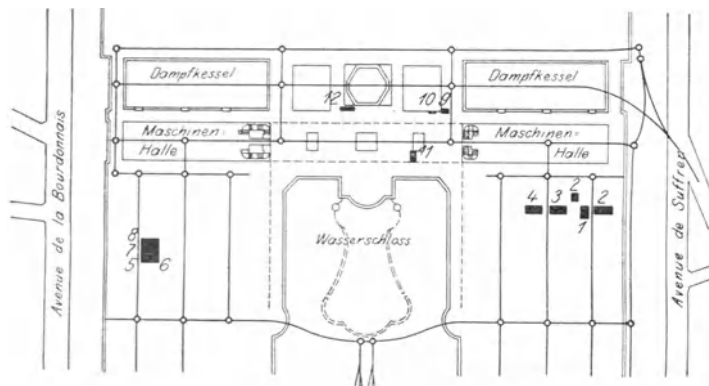 Dampfkessel
Dampfkessel
12
10 9
Maschinen=
Halle
Maschinen=
Halle
11
Avenue de la Bourdonnais
Avenue de Suffren
Wasserschloss
2
4 3 2
1
8
7
5 6